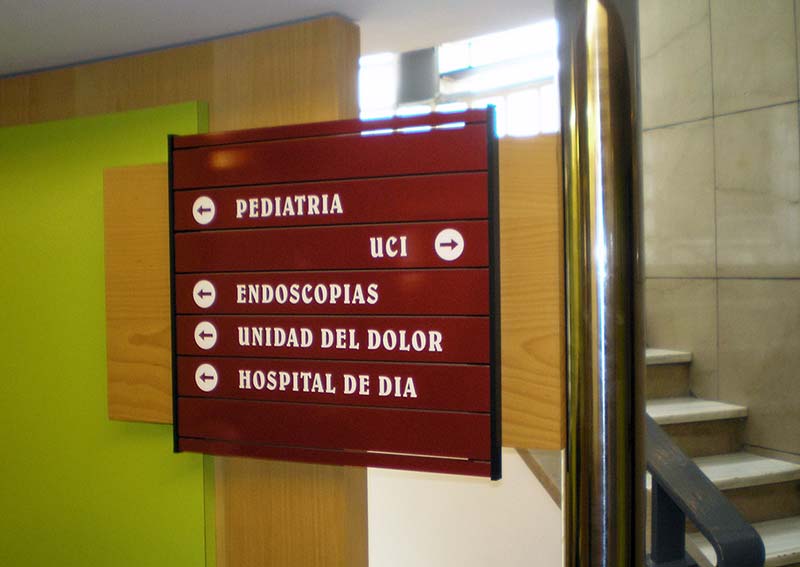 PEDIATRIA
UCI
ENDOSCOPIAS
UNIDAD DEL DOLOR
HOSPITAL DE DIA